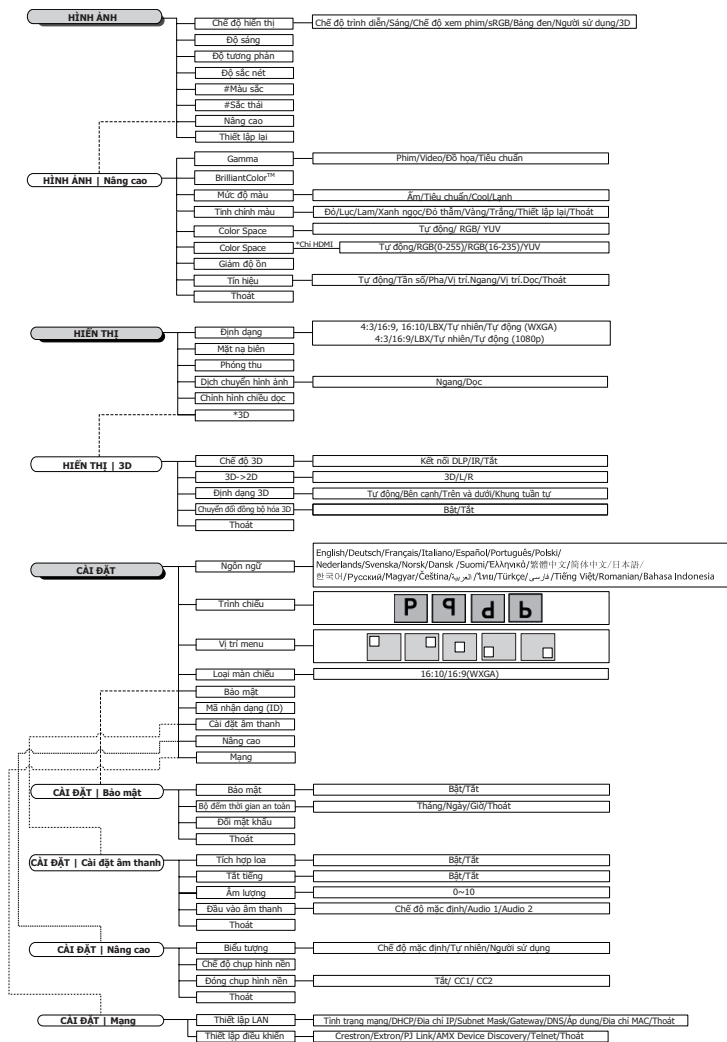 HÌNH ẢNH
Chế độ hiển thị
Chế độ trình diễn/Sáng/Chế độ xem phim/sRGB/Bảng đen/Người sử dụng/3D
Độ sáng
Độ tương phản
Độ sắc nét
#Màu sắc
#Sắc thái
Nâng cao
Thiết lập lại
HÌNH ẢNH | Nâng cao
Gamma
Phim/Video/Đồ họa/Tiêu chuẩn
BrilliantColor™
Mức độ màu
Ấm/Tiêu chuẩn/Cool/Lạnh
Tinh chỉnh màu
Đỏ/Lục/Lam/Xanh ngọc/Đỏ thẫm/Vàng/Trắng/Thiết lập lại/Thoát
Color Space
Tự động/ RGB/ YUV
Color Space
*Chỉ HDMI
Tự động/RGB(0-255)/RGB(16-235)/YUV
Giảm độ ồn
Tín hiệu
Tự động/Tần số/Pha/Vị trí.Ngang/Vị trí.Dọc/Thoát
Thoát
HIỂN THỊ
Định dạng
4:3/16:9, 16:10/LBX/Tự nhiên/Tự động (WXGA)
4:3/16:9/LBX/Tự nhiên/Tự động (1080p)
Mặt nạ biên
Phóng thu
Dịch chuyển hình ảnh
Ngang/Dọc
Chỉnh hình chiều dọc
*3D
HIỂN THỊ | 3D
Chế độ 3D
Kết nối DLP/IR/Tắt
3D->2D
3D/L/R
Định dạng 3D
Tự động/Bên cạnh/Trên và dưới/Khung tuần tự
Chuyển đổi đồng bộ hóa 3D
Bật/Tắt
Thoát
CÀI ĐẶT
Ngôn ngữ
English/Deutsch/Français/Italiano/Español/Português/Polski/
Nederlands/Svenska/Norsk/Dansk /Suomi/Ελληνικά/繁體中文/简体中文/日本語/
한국어/Русский/Magyar/Čeština/العربية/ไทย/Türkçe/فارسی/Tiếng Việt/Romanian/Bahasa Indonesia
Trình chiếu
P
Vị trí menu
Loại màn chiếu
16:10/16:9(WXGA)
Bảo mật
Mã nhận dạng (ID)
Cài đặt âm thanh
Nâng cao
Mạng
CÀI ĐẶT | Bảo mật
Bảo mật
Bật/Tắt
Bộ đếm thời gian an toàn
Tháng/Ngày/Giờ/Thoát
Đổi mật khẩu
Thoát
CÀI ĐẶT | Cài đặt âm thanh
Tích hợp loa
Bật/Tắt
Tắt tiếng
Bật/Tắt
Âm lượng
0~10
Đầu vào âm thanh
Chế độ mặc định/Audio 1/Audio 2
Thoát
CÀI ĐẶT | Nâng cao
Biểu tượng
Chế độ mặc định/Tự nhiên/Người sử dụng
Chế độ chụp hình nền
Đóng chụp hình nền
Tắt/ CC1/ CC2
Thoát
CÀI ĐẶT | Mạng
Thiết lập LAN
Tình trạng mạng/DHCP/Địa chỉ IP/Subnet Mask/Gateway/DNS/Áp dụng/Địa chỉ MAC/Thoát
Thiết lập điều khiển
Crestron/Extron/PJ Link/AMX Device Discovery/Telnet/Thoát